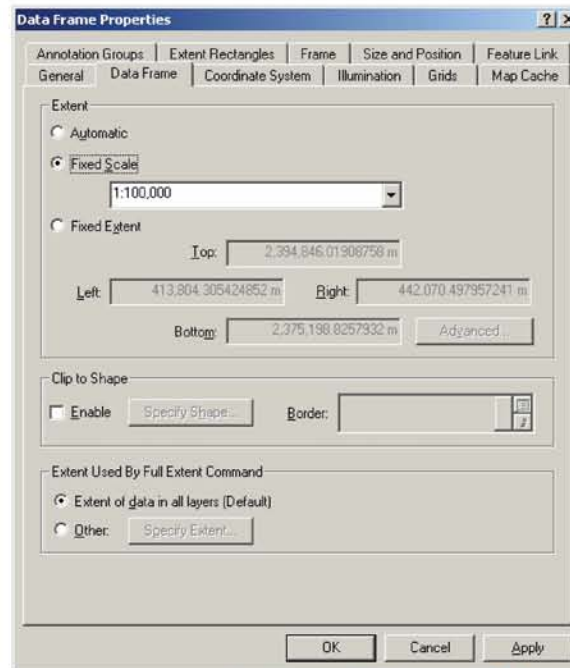 Data Frame Properties
Annotation Groups Extent Rectangles Frame Size and Position Feature Link
General Data Frame Coordinate System Illumination Grids Map Cache
Extent
Automatic
Fixed Scale
1:100,000
Fixed Extent
Top: 2,394,846.01908758 m
Left: 413,804.305424852 m Right: 442,070.497957241 m
Bottom: 2,375,198.8257932 m Advanced...
Clip to Shape
Enable Specify Shape... Border:
Extent Used By Full Extent Command
Extent of data in all layers (Default)
Other: Specify Extent...
OK Cancel Apply